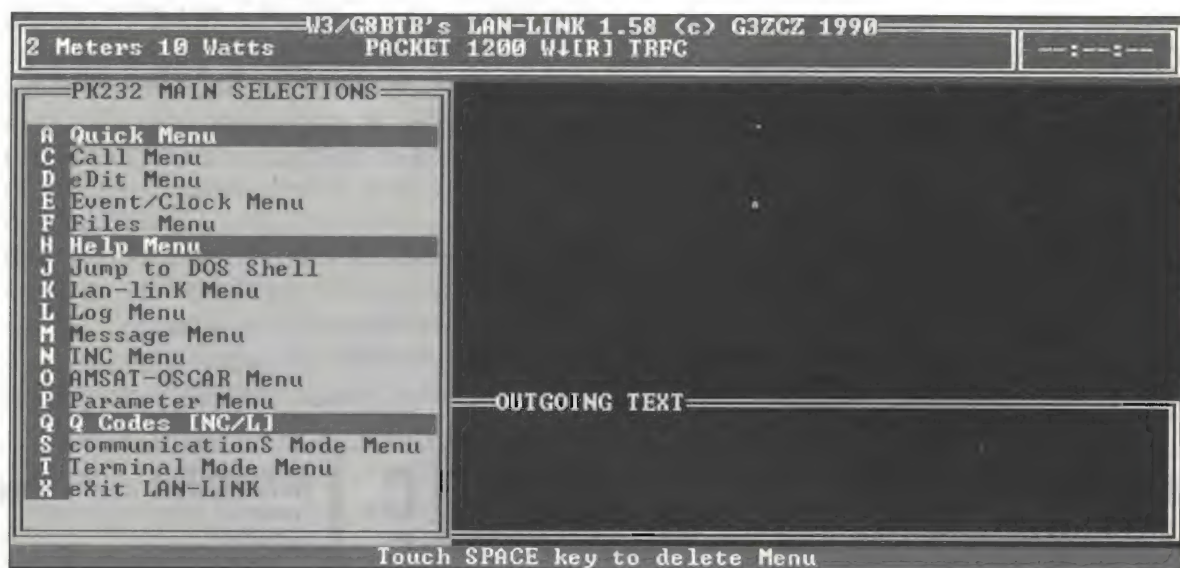 W3/G8BTB's LAN-LINK 1.58 (c) G3ZCZ 1990
2 Meters 10 Watts PACKET 1200 W↓[R] TRFC --:--:--
PK232 MAIN SELECTIONS
A Quick Menu
C Call Menu
D eDit Menu
E Event/Clock Menu
F Files Menu
H Help Menu
J Jump to DOS Shell
K Lan-linK Menu
L Log Menu
M Message Menu
N TNC Menu
O AMSAT-OSCAR Menu
P Parameter Menu
Q Q Codes [NC/L]
S communicationS Mode Menu
T Terminal Mode Menu
X eXit LAN-LINK
OUTGOING TEXT
Touch SPACE key to delete Menu